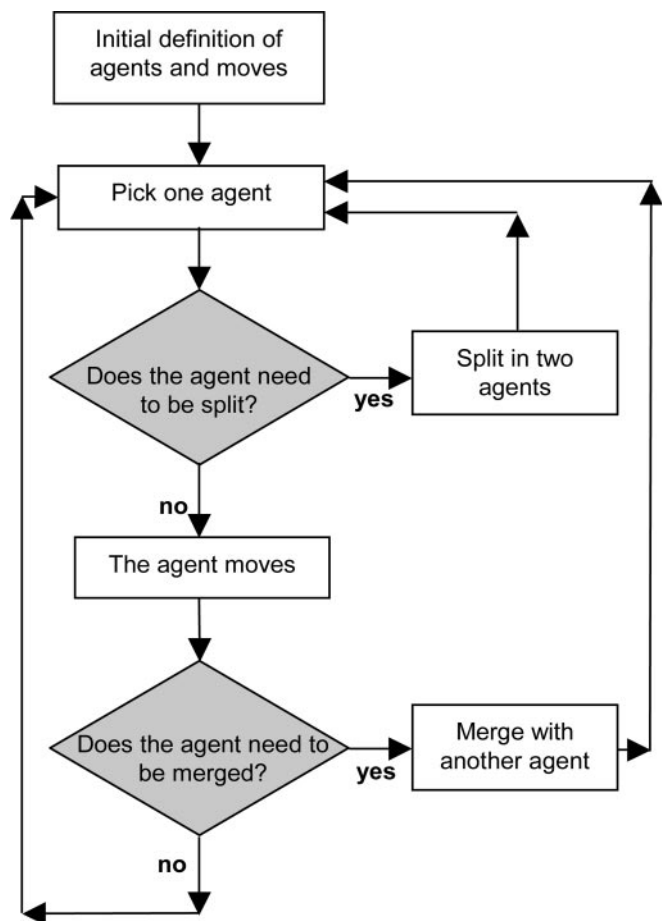 Initial definition of
agents and moves
Pick one agent
Does the agent need
to be split?
yes
Split in two
agents
no
The agent moves
Does the agent need to
be merged?
yes
Merge with
another agent
no